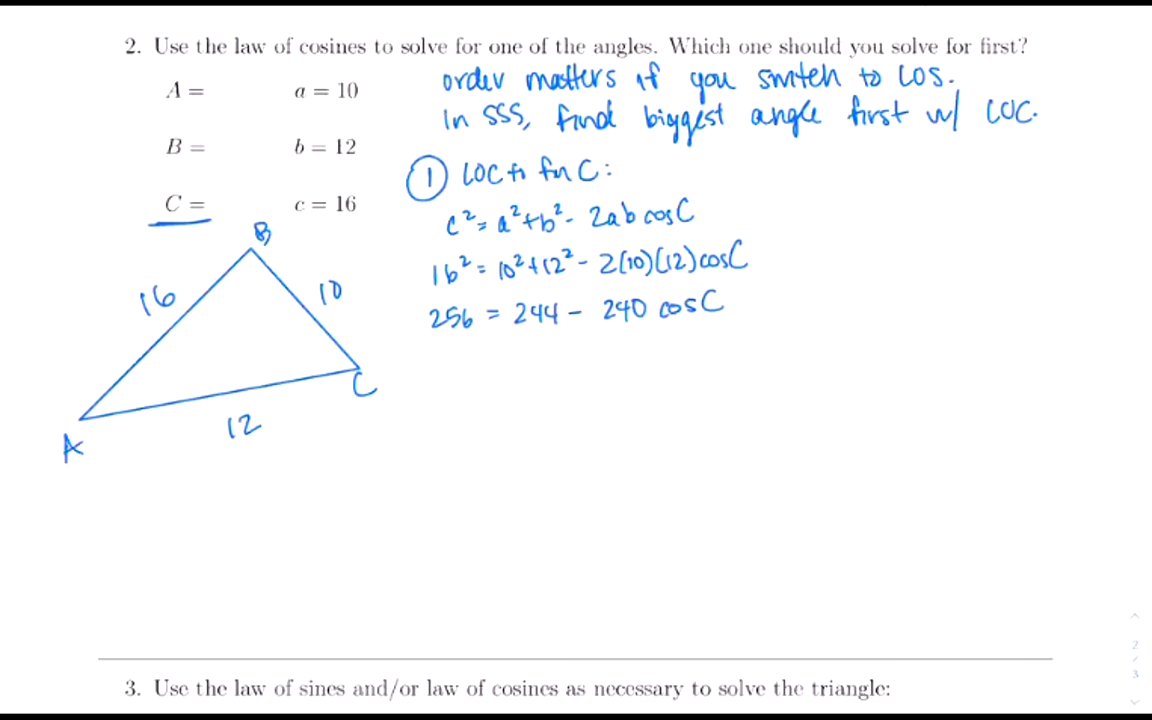 2. Use the law of cosines to solve for one of the angles. Which one should you solve for first?
order matters if you switch to LOS.
A = a = 10
In SSS, find biggest angle first w/ LOC.
B = b = 12
① LOC to fin C:
C = c = 16
c² = a² + b² - 2ab cos C
B
16² = 10² + 12² - 2(10)(12) cos C
16 10
256 = 244 - 240 cos C
C
12
A
2
/
3
3. Use the law of sines and/or law of cosines as necessary to solve the triangle: